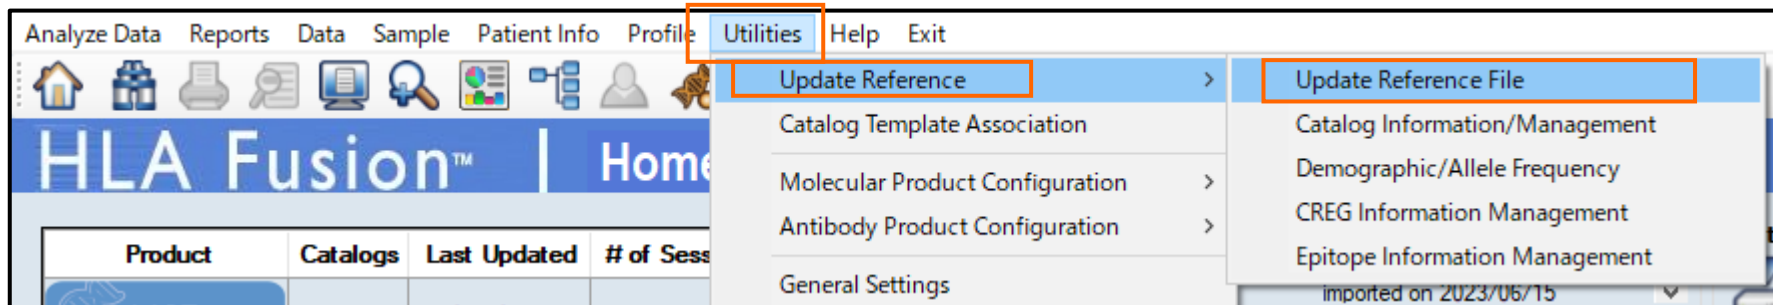 Analyze Data Reports Data Sample Patient Info Profile Utilities Help Exit
Update Reference > Update Reference File
Catalog Template Association Catalog Information/Management
HLA Fusion™ | Home Demographic/Allele Frequency
Molecular Product Configuration > CREG Information Management
Antibody Product Configuration > Epitope Information Management
Product Catalogs Last Updated # of Sess
General Settings imported on 2023/06/15